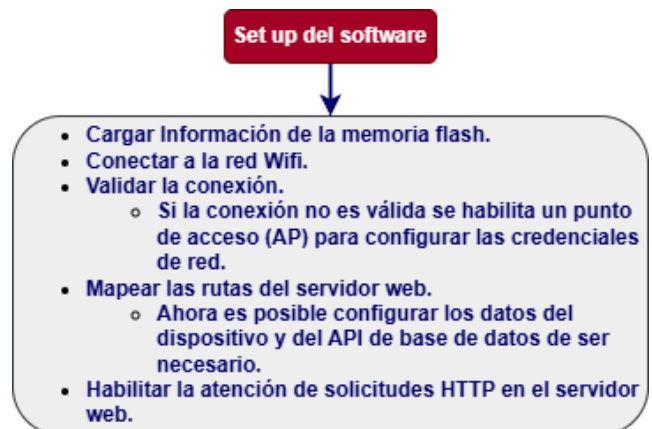 Set up del software
• Cargar Información de la memoria flash.
• Conectar a la red Wifi.
• Validar la conexión.
○ Si la conexión no es válida se habilita un punto
de acceso (AP) para configurar las credenciales
de red.
• Mapear las rutas del servidor web.
○ Ahora es posible configurar los datos del
dispositivo y del API de base de datos de ser
necesario.
• Habilitar la atención de solicitudes HTTP en el servidor
web.